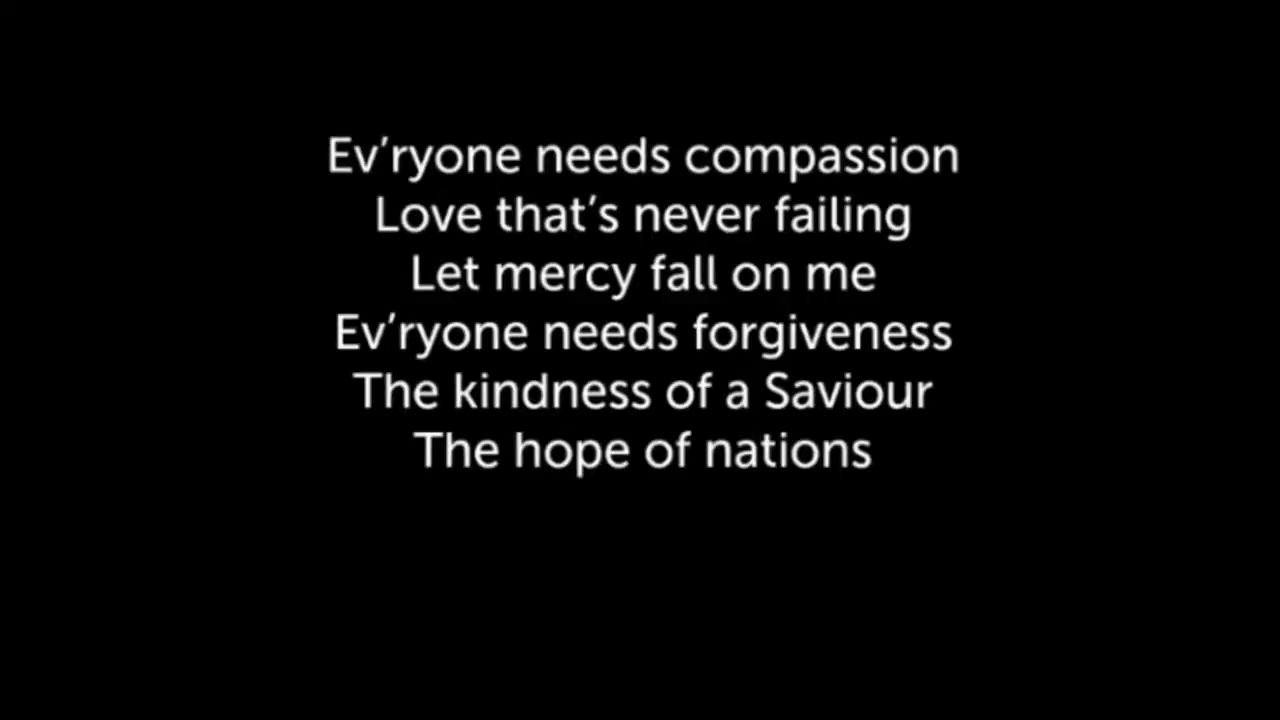 Ev’ryone needs compassion
Love that’s never failing
Let mercy fall on me
Ev’ryone needs forgiveness
The kindness of a Saviour
The hope of nations